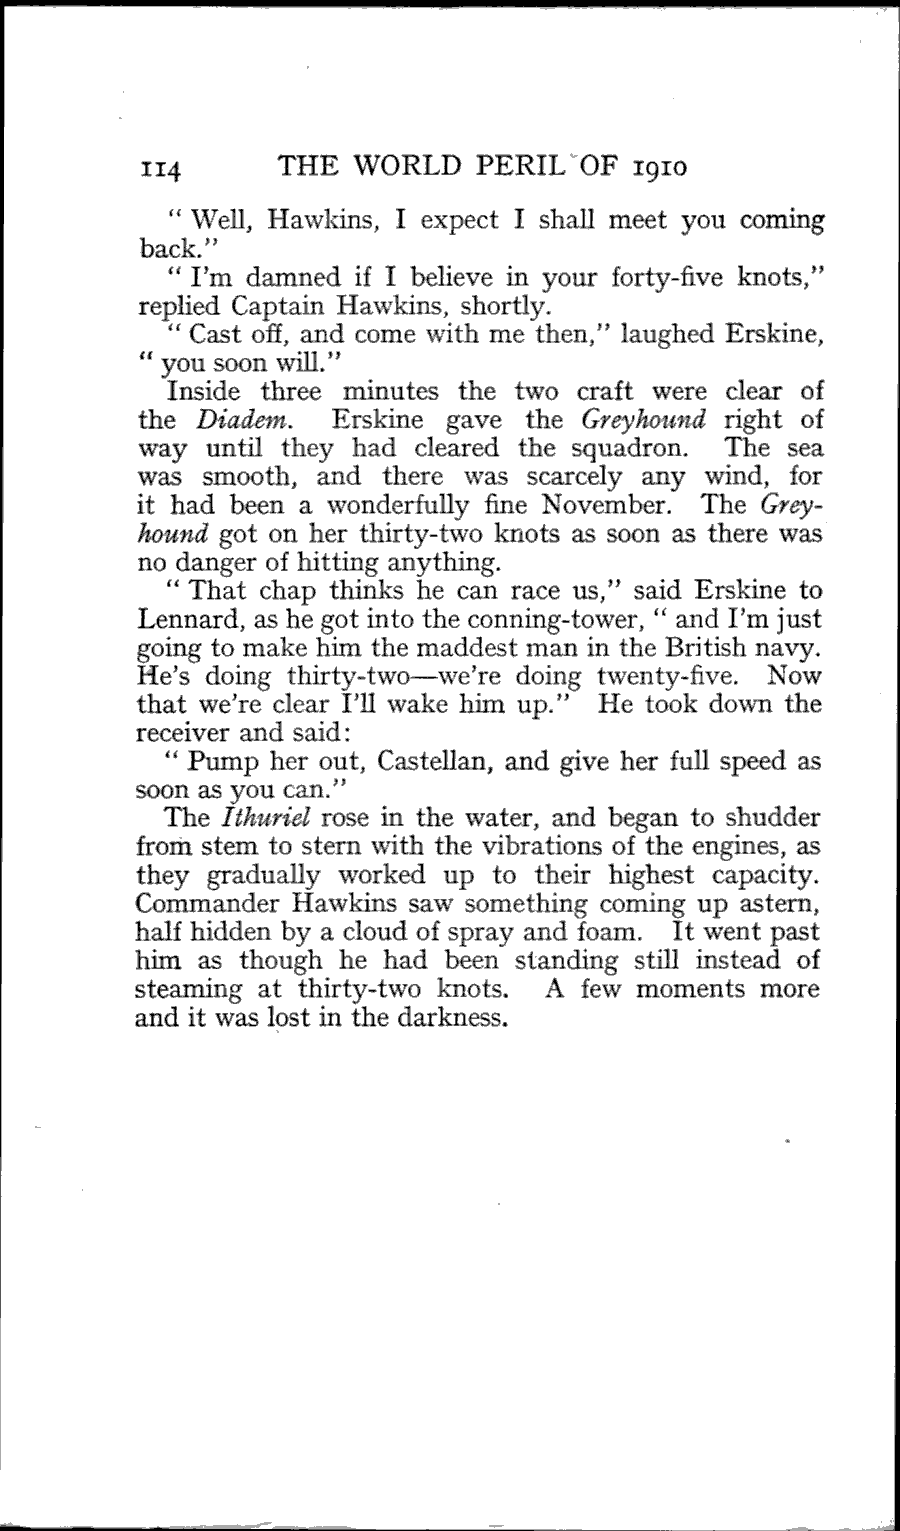 114 THE WORLD PERIL OF 1910
" Well, Hawkins, I expect I shall meet you coming
back."
" I'm damned if I believe in your forty-five knots,"
replied Captain Hawkins, shortly.
" Cast off, and come with me then," laughed Erskine,
" you soon will."
Inside three minutes the two craft were clear of
the Diadem. Erskine gave the Greyhound right of
way until they had cleared the squadron. The sea
was smooth, and there was scarcely any wind, for
it had been a wonderfully fine November. The Grey-
hound got on her thirty-two knots as soon as there was
no danger of hitting anything.
" That chap thinks he can race us," said Erskine to
Lennard, as he got into the conning-tower, " and I'm just
going to make him the maddest man in the British navy.
He's doing thirty-two—we're doing twenty-five. Now
that we're clear I'll wake him up." He took down the
receiver and said:
" Pump her out, Castellan, and give her full speed as
soon as you can."
The Ithuriel rose in the water, and began to shudder
from stem to stern with the vibrations of the engines, as
they gradually worked up to their highest capacity.
Commander Hawkins saw something coming up astern,
half hidden by a cloud of spray and foam. It went past
him as though he had been standing still instead of
steaming at thirty-two knots. A few moments more
and it was lost in the darkness.